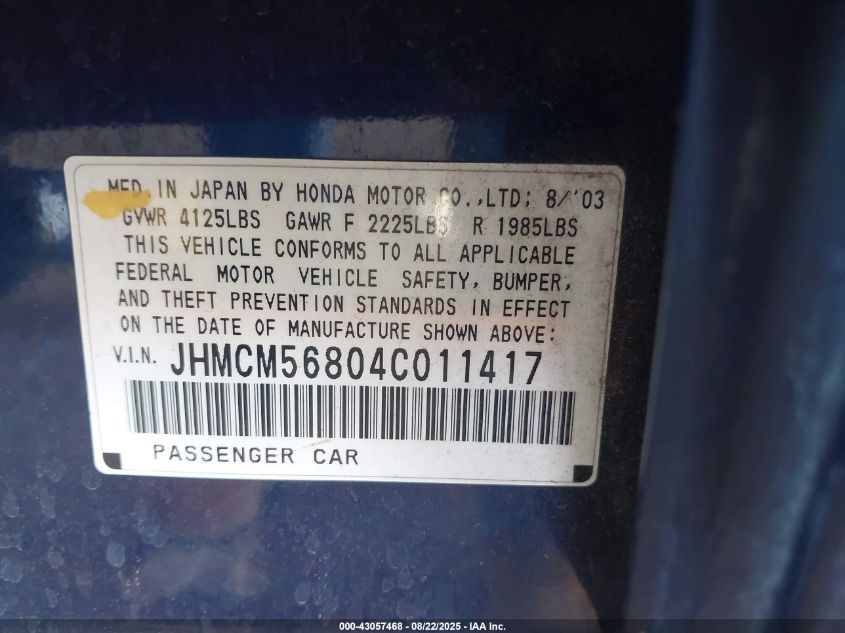 MFD. IN JAPAN BY HONDA MOTOR CO.,LTD; 8/'03
GVWR 4125LBS GAWR F 2225LBS R 1985LBS
THIS VEHICLE CONFORMS TO ALL APPLICABLE
FEDERAL MOTOR VEHICLE SAFETY, BUMPER,
AND THEFT PREVENTION STANDARDS IN EFFECT
ON THE DATE OF MANUFACTURE SHOWN ABOVE:
V.I.N. JHMCM56804C011417
PASSENGER CAR
000-43057468 - 08/22/2025 - IAA Inc.